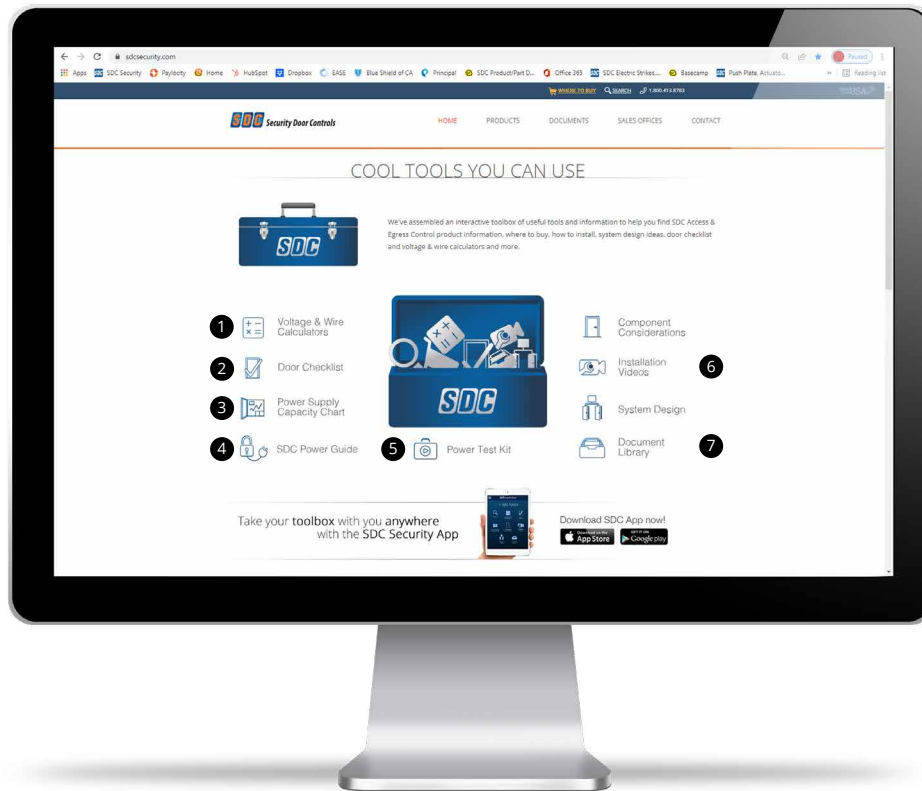 sdcsecurity.com
Paused
Apps SDC Security Paylocity Home HubSpot Dropbox EASE Blue Shield of CA Principal SDC Product/Part D... Office 365 SDC Electric Strikes,... Basecamp Push Plate, Actuato... » Reading list
WHERE TO BUY SEARCH 1.800.413.8783
USA
SDC Security Door Controls
HOME PRODUCTS DOCUMENTS SALES OFFICES CONTACT
COOL TOOLS YOU CAN USE
SDC
We've assembled an interactive toolbox of useful tools and information to help you find SDC Access &
Egress Control product information, where to buy, how to install, system design ideas, door checklist
and voltage & wire calculators and more.
1 Voltage & Wire
Calculators
2 Door Checklist
3 Power Supply
Capacity Chart
4 SDC Power Guide
SDC
5 Power Test Kit
Component
Considerations
Installation
Videos 6
System Design
Document
Library 7
Take your toolbox with you anywhere
with the SDC Security App
Download SDC App now!
Download on the
App Store
GET IT ON
Google play